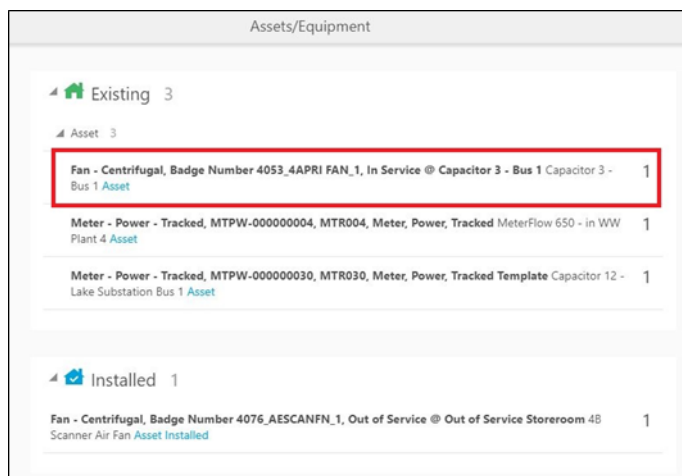 Assets/Equipment
Existing 3
Asset 3
Fan - Centrifugal, Badge Number 4053_4APRI FAN_1, In Service @ Capacitor 3 - Bus 1 Capacitor 3 - 1
Bus 1 Asset
Meter - Power - Tracked, MTPW-000000004, MTR004, Meter, Power, Tracked MeterFlow 650 - in WW 1
Plant 4 Asset
Meter - Power - Tracked, MTPW-000000030, MTR030, Meter, Power, Tracked Template Capacitor 12 - 1
Lake Substation Bus 1 Asset
Installed 1
Fan - Centrifugal, Badge Number 4076_AESCANFN_1, Out of Service @ Out of Service Storeroom 4B 1
Scanner Air Fan Asset Installed